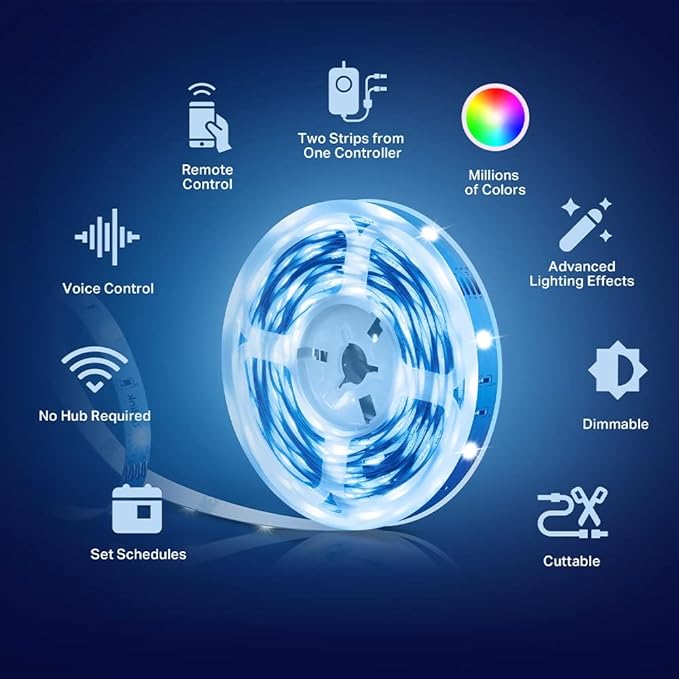 Two Strips from
One Controller
Remote
Control
Millions
of Colors
Voice Control
Advanced
Lighting Effects
No Hub Required
Dimmable
Set Schedules
Cuttable